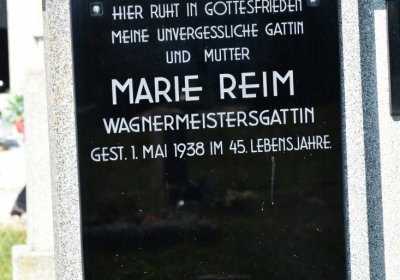 HIER RUHT IN GOTTESFRIEDEN
MEINE UNVERGESSLICHE GATTIN
UND MUTTER
MARIE REIM
WAGNERMEISTERSGATTIN
GEST. 1. MAI 1938 IM 45. LEBENSJAHRE.